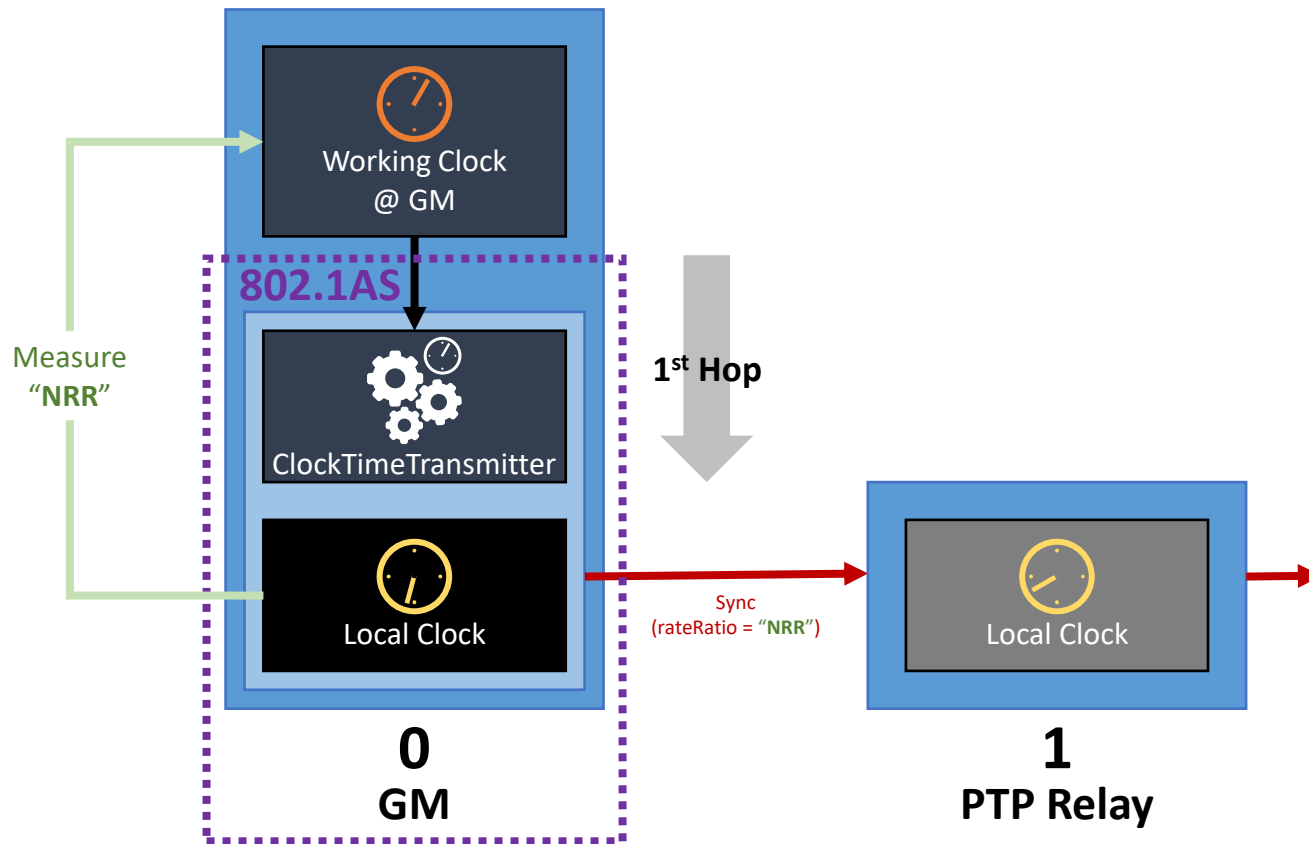 Working Clock
@ GM
802.1AS
Measure
“NRR”
ClockTimeTransmitter
1st Hop
Local Clock
Sync
(rateRatio = “NRR”)
Local Clock
0
GM
1
PTP Relay